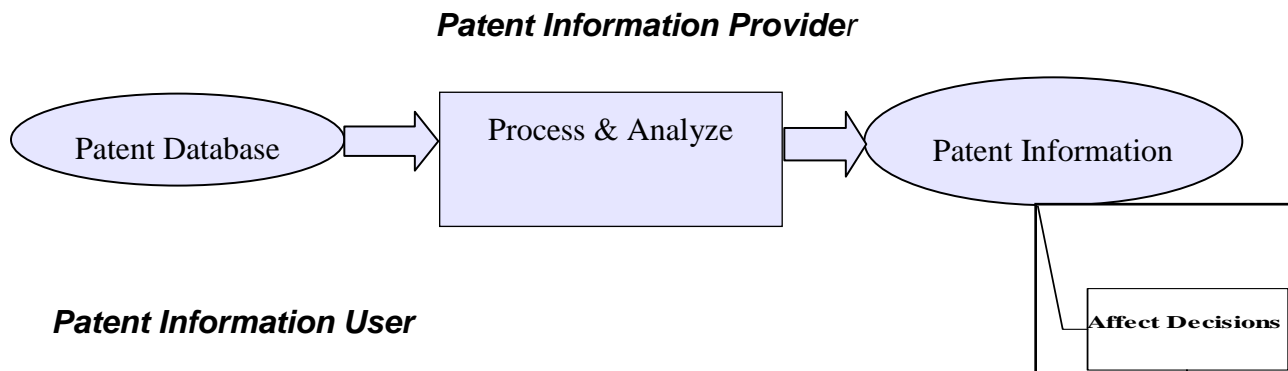 Patent Information Provider
Patent Database
Process & Analyze
Patent Information
Patent Information User
Affect Decisions